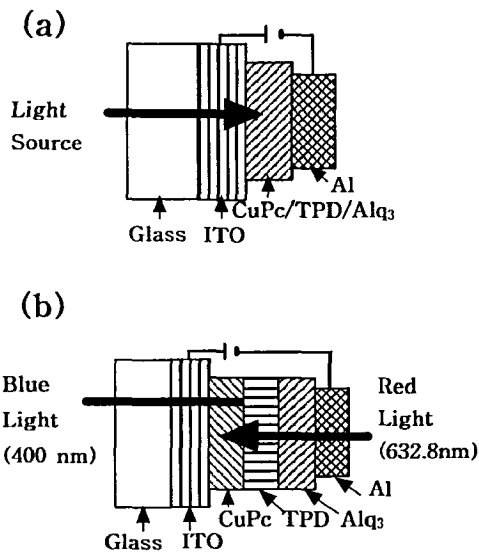 (a)
Light
Source
Al
CuPc/TPD/Alq₃
Glass ITO
(b)
Blue
Light
(400 nm)
Red
Light
(632.8nm)
Al
CuPc TPD Alq₃
Glass ITO